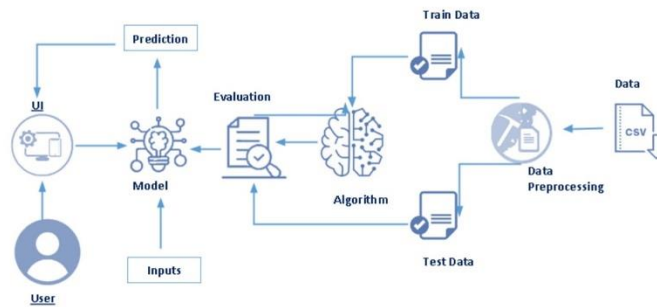 Train Data
Prediction
Data
UI
Evaluation
CSV
Model
Algorithm
Data
Preprocessing
Inputs
Test Data
User